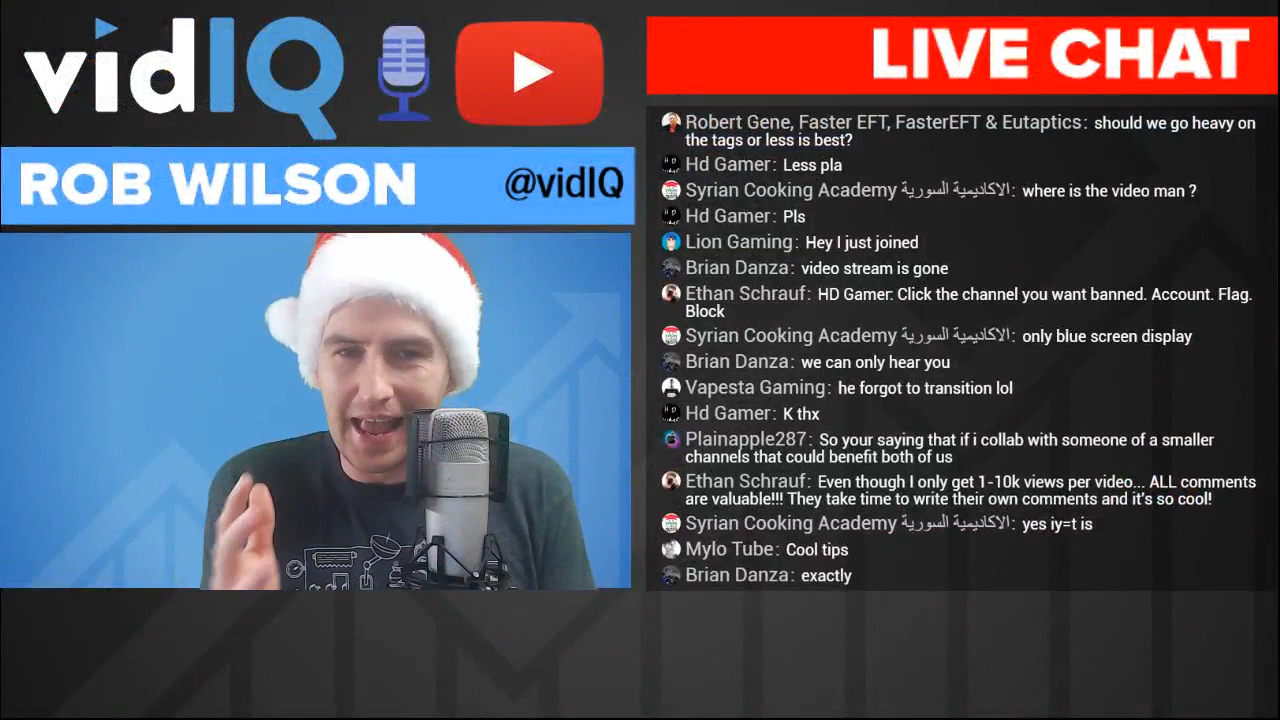 vidIQ
LIVE CHAT
ROB WILSON
@vidIQ
Robert Gene, Faster EFT, FasterEFT & Eutaptics: should we go heavy on
the tags or less is best?
Hd Gamer: Less pla
Syrian Cooking Academy الاكاديمية السورية: where is the video man ?
Hd Gamer: Pls
Lion Gaming: Hey I just joined
Brian Danza: video stream is gone
Ethan Schrauf: HD Gamer: Click the channel you want banned. Account. Flag.
Block
Syrian Cooking Academy الاكاديمية السورية: only blue screen display
Brian Danza: we can only hear you
Vapesta Gaming: he forgot to transition lol
Hd Gamer: K thx
Plainapple287: So your saying that if i collab with someone of a smaller
channels that could benefit both of us
Ethan Schrauf: Even though I only get 1-10k views per video... ALL comments
are valuable!!! They take time to write their own comments and it's so cool!
Syrian Cooking Academy الاكاديمية السورية: yes iy=t is
Mylo Tube: Cool tips
Brian Danza: exactly